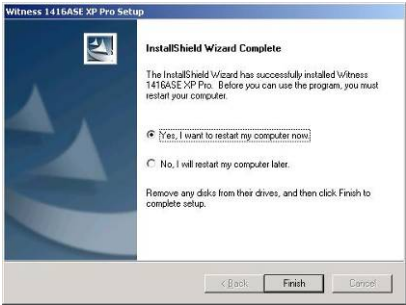 Witness 1416ASE XP Pro Setup
InstallShield Wizard Complete
The InstallShield Wizard has successfully installed Witness
1416ASE XP Pro. Before you can use the program, you must
restart your computer.
Yes, I want to restart my computer now.
No, I will restart my computer later.
Remove any disks from their drives, and then click Finish to
complete setup.
< Back Finish Cancel